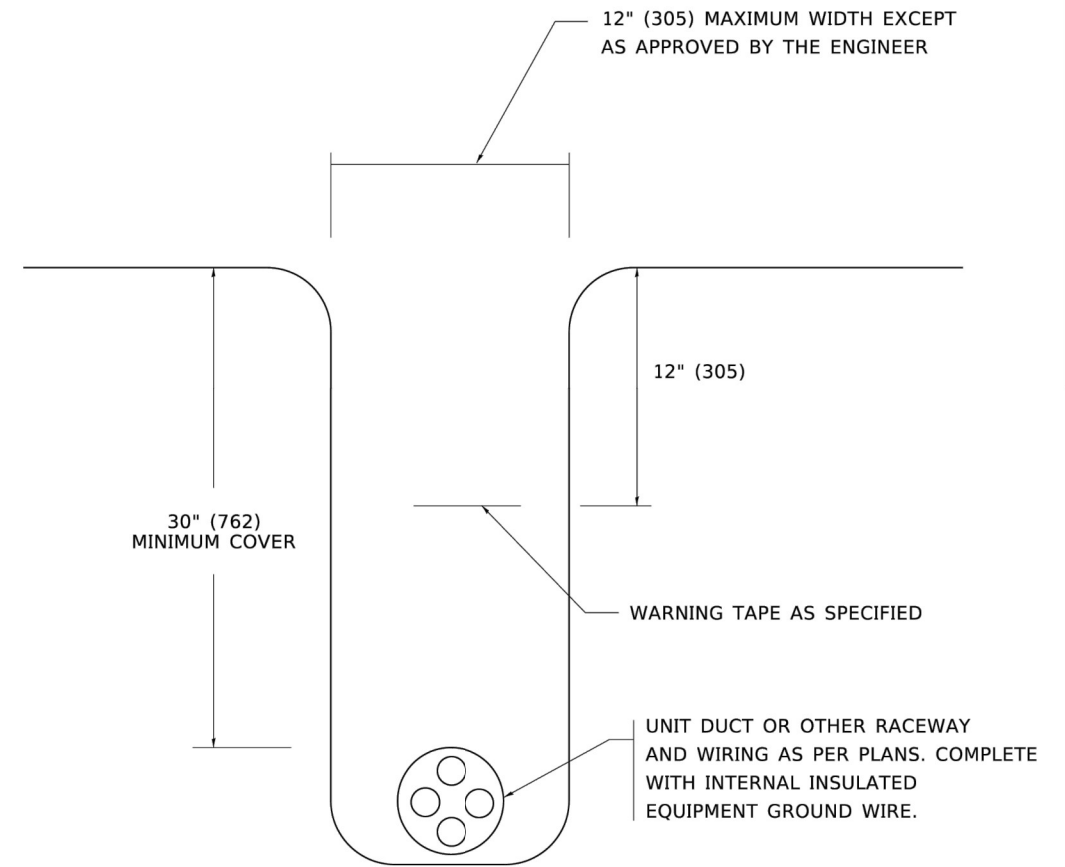 12" (305) MAXIMUM WIDTH EXCEPT
AS APPROVED BY THE ENGINEER
12" (305)
30" (762)
MINIMUM COVER
WARNING TAPE AS SPECIFIED
UNIT DUCT OR OTHER RACEWAY
AND WIRING AS PER PLANS. COMPLETE
WITH INTERNAL INSULATED
EQUIPMENT GROUND WIRE.